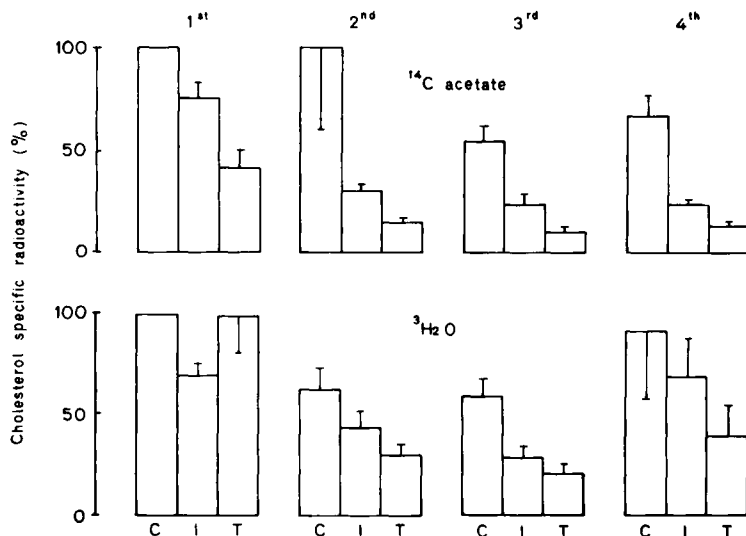 1st 2nd 3rd 4th
100
14C acetate
50
0
Cholesterol specific radioactivity (%)
100
3H2O
50
0
C I T C I T C I T C I T